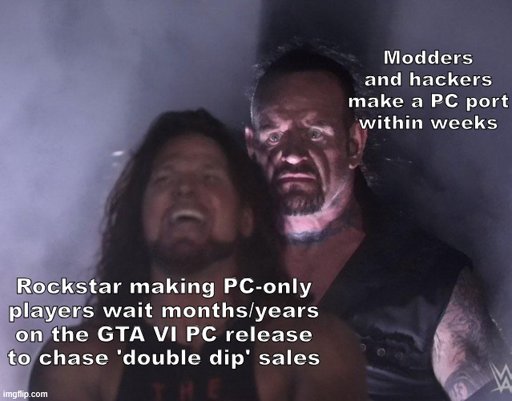 Modders
and hackers
make a PC port
within weeks
Rockstar making PC-only
players wait months/years
on the GTA VI PC release
to chase 'double dip' sales
THE
imgflip.com